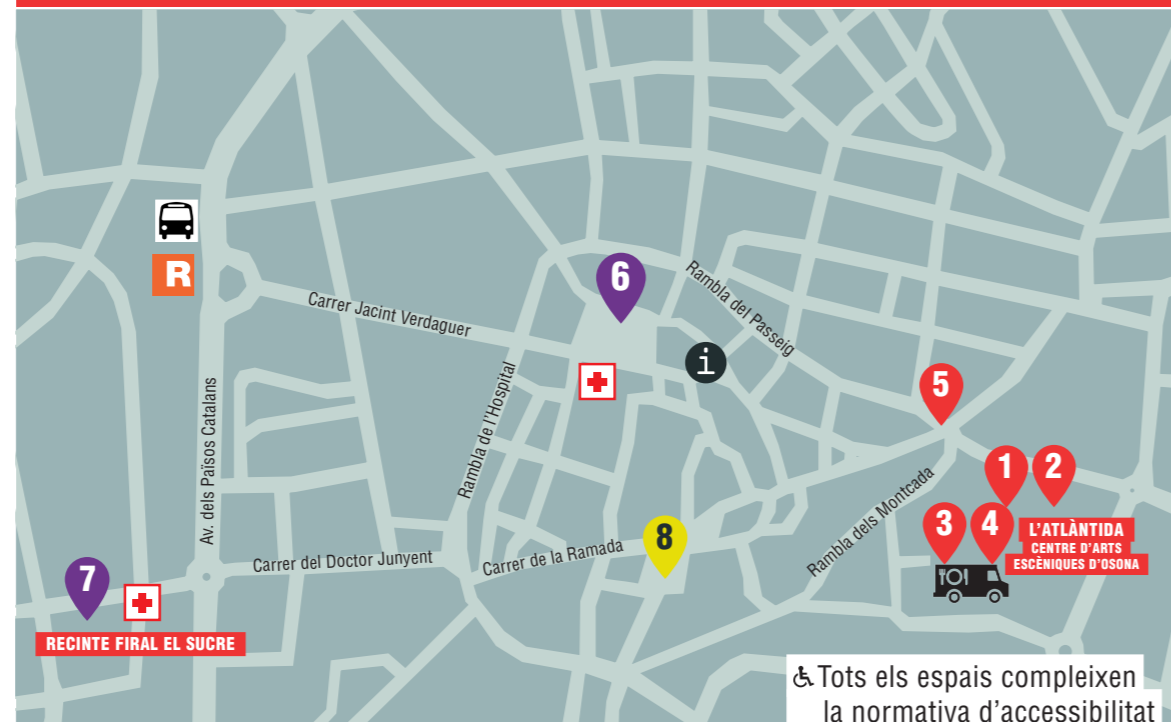 R
Carrer Jacint Verdaguer
6
Rambla del Passeig
i
Rambla de l'Hospital
Av. dels Països Catalans
5
1
2
3
4
L'ATLÀNTIDA
CENTRE D'ARTS
ESCÈNIQUES D'OSONA
Rambla dels Montcada
8
Carrer de la Ramada
Carrer del Doctor Junyent
7
RECINTE FIRAL EL SUCRE
Tots els espais compleixen
la normativa d'accessibilitat